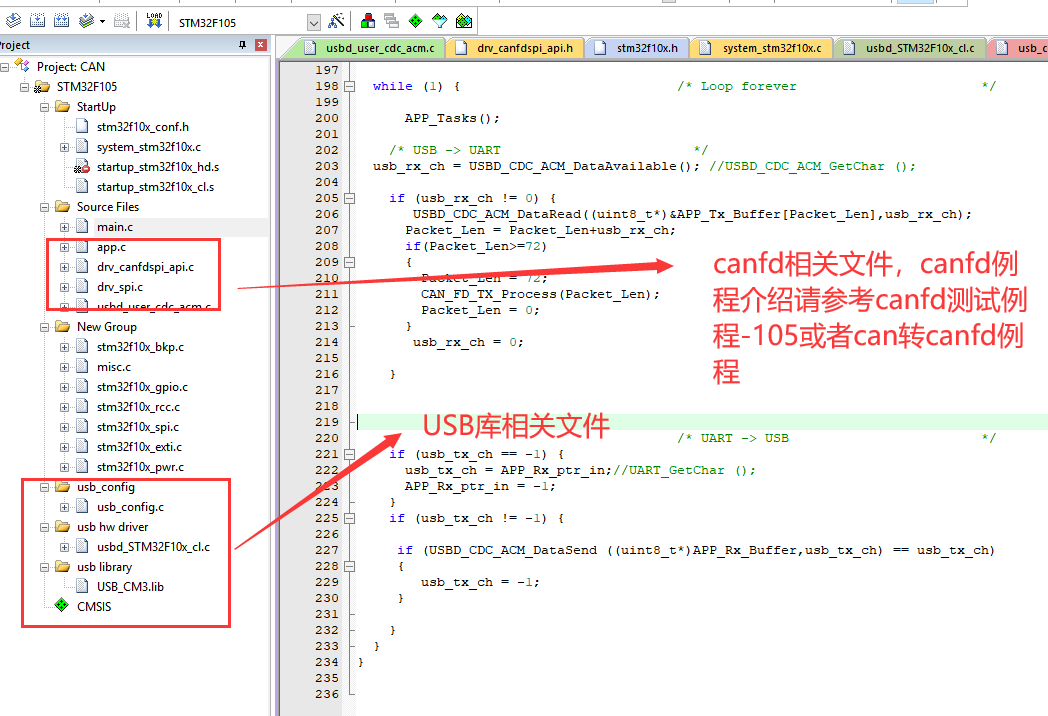 LOAD
STM32F105
Project
Project: CAN
STM32F105
StartUp
stm32f10x_conf.h
system_stm32f10x.c
startup_stm32f10x_hd.s
startup_stm32f10x_cl.s
Source Files
main.c
app.c
drv_canfdspi_api.c
drv_spi.c
usbd_user_cdc_acm.c
New Group
stm32f10x_bkp.c
misc.c
stm32f10x_gpio.c
stm32f10x_rcc.c
stm32f10x_spi.c
stm32f10x_exti.c
stm32f10x_pwr.c
usb_config
usb_config.c
usb hw driver
usbd_STM32F10x_cl.c
usb library
USB_CM3.lib
CMSIS
usbd_user_cdc_acm.c
drv_canfdspi_api.h
stm32f10x.h
system_stm32f10x.c
usbd_STM32F10x_cl.c
usb_c
197
198 while (1) { /* Loop forever */
199
200 APP_Tasks();
201
202 /* USB -> UART */
203 usb_rx_ch = USBD_CDC_ACM_DataAvailable(); //USBD_CDC_ACM_GetChar ();
204
205 if (usb_rx_ch != 0) {
206 USBD_CDC_ACM_DataRead((uint8_t*)&APP_Tx_Buffer[Packet_Len],usb_rx_ch);
207 Packet_Len = Packet_Len+usb_rx_ch;
208 if(Packet_Len>=72)
209 {
210 Packet_Len = 72;
211 CAN_FD_TX_Process(Packet_Len);
212 Packet_Len = 0;
213 }
214 usb_rx_ch = 0;
215
216 }
217
218
219
220 /* UART -> USB */
221 if (usb_tx_ch == -1) {
222 usb_tx_ch = APP_Rx_ptr_in;//UART_GetChar ();
223 APP_Rx_ptr_in = -1;
224 }
225 if (usb_tx_ch != -1) {
226
227 if (USBD_CDC_ACM_DataSend ((uint8_t*)APP_Rx_Buffer,usb_tx_ch) == usb_tx_ch)
228 {
229 usb_tx_ch = -1;
230 }
231
232 }
233 }
234 }
235
236
canfd相关文件，canfd例
程介绍请参考canfd测试例
程-105或者can转canfd例
程
USB库相关文件